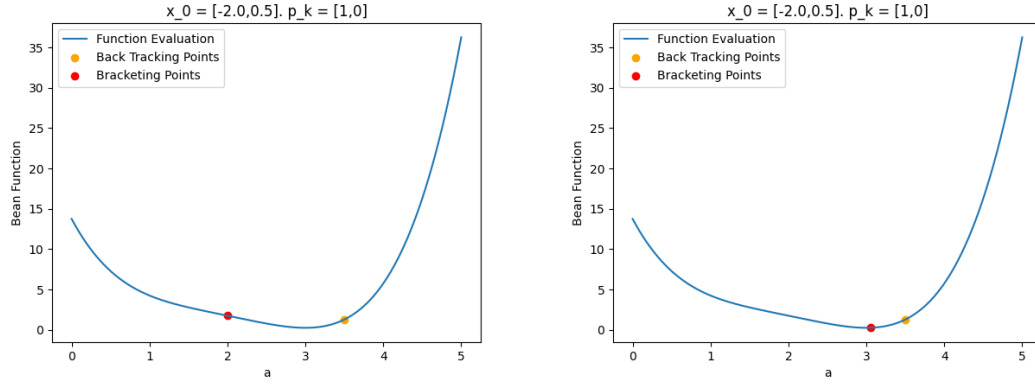 x_0 = [-2.0,0.5]. p_k = [1,0]
Function Evaluation
Back Tracking Points
Bracketing Points
Bean Function
35
30
25
20
15
10
5
0
0 1 2 3 4 5
a
x_0 = [-2.0,0.5]. p_k = [1,0]
Function Evaluation
Back Tracking Points
Bracketing Points
Bean Function
35
30
25
20
15
10
5
0
0 1 2 3 4 5
a